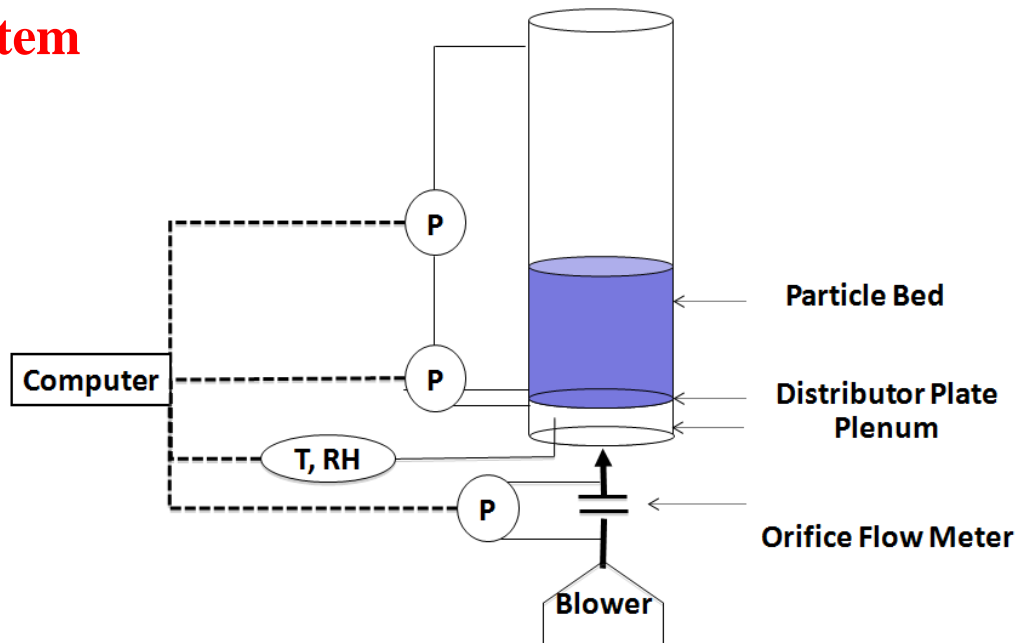 tem
P
Particle Bed
Computer
P
Distributor Plate
Plenum
T, RH
P
Orifice Flow Meter
Blower